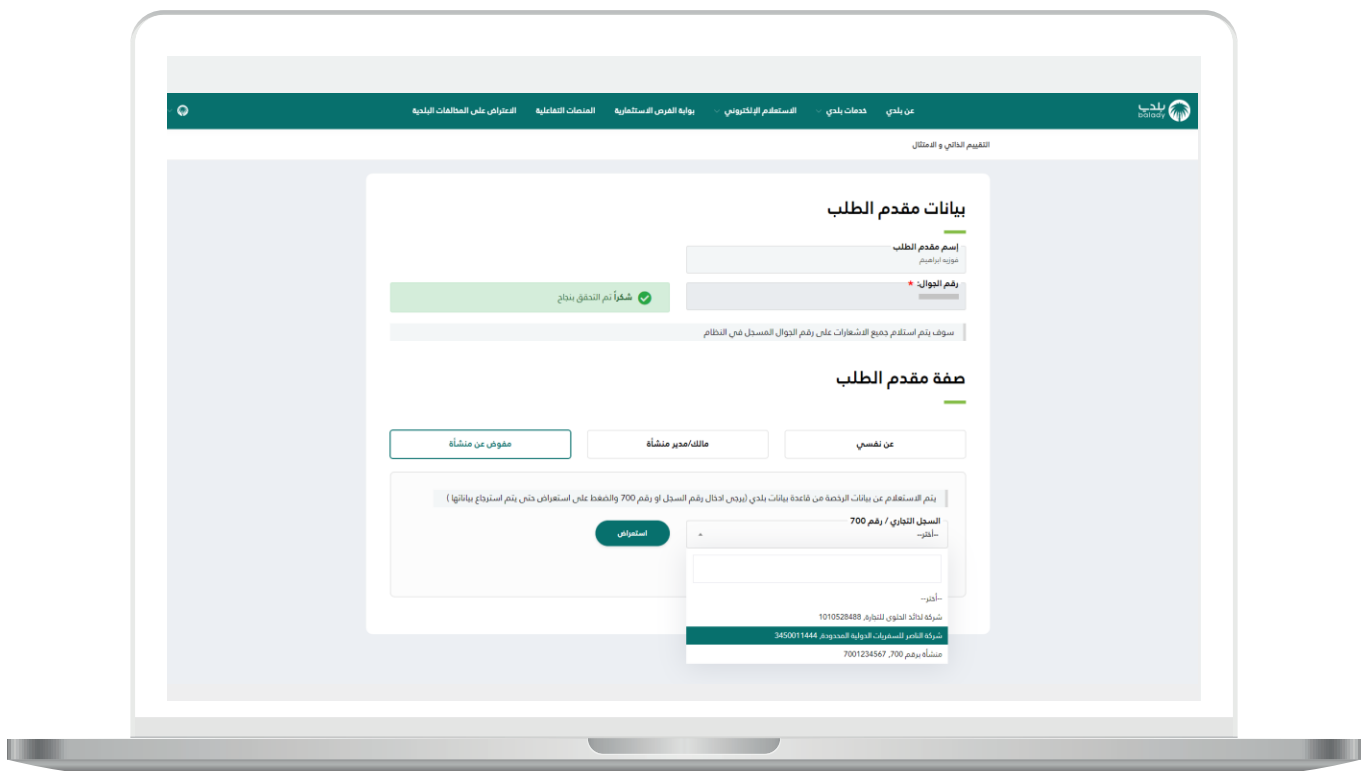 بلدي
balady
عن بلدي
خدمات بلدي
الاستعلام الإلكتروني
بوابة الفرص الاستثمارية
المنصات التفاعلية
الاعتراض على المخالفات البلدية
التقييم الذاتي و الامتثال
بيانات مقدم الطلب
إسم مقدم الطلب
فوزيه ابراهيم
رقم الجوال: *
شكراً تم التحقق بنجاح
سوف يتم استلام جميع الاشعارات على رقم الجوال المسجل في النظام
صفة مقدم الطلب
عن نفسي
مالك/مدير منشأة
مفوض عن منشأة
يتم الاستعلام عن بيانات الرخصة من قاعدة بيانات بلدي (يرجى ادخال رقم السجل او رقم 700 والضغط على استعراض حتى يتم استرجاع بياناتها )
السجل التجاري / رقم 700
--أختر--
استعراض
--أختر--
شركة لذائذ الحلوى للتجارة, 1010528488
شركة الناصر للسفريات الدولية المحدودة, 3450011444
منشأة برقم 700, 7001234567